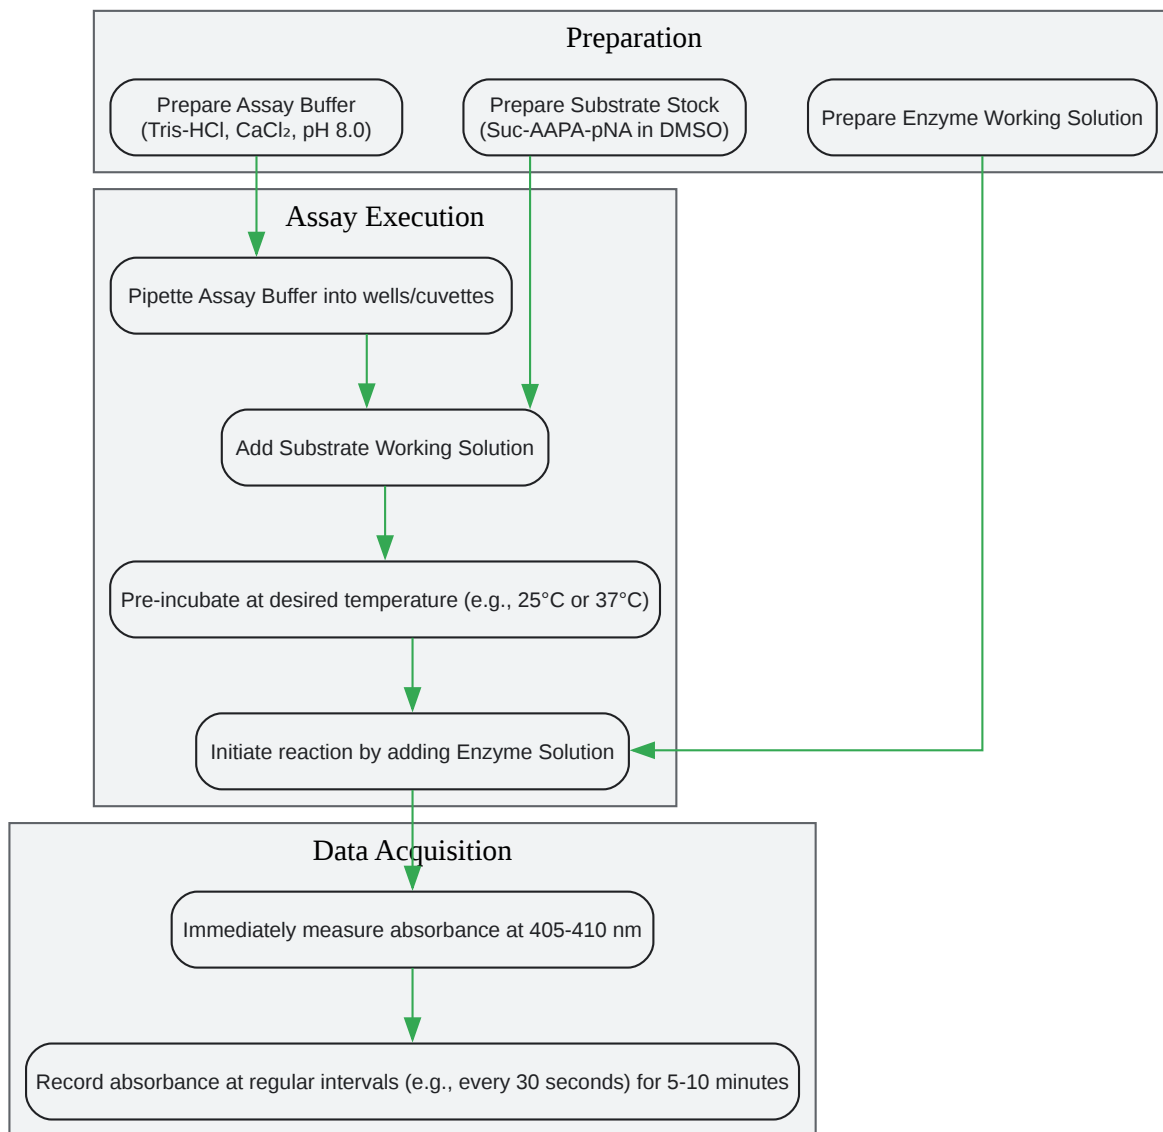 Preparation
Prepare Assay Buffer
(Tris-HCl, CaCl₂, pH 8.0)
Prepare Substrate Stock
(Suc-AAPA-pNA in DMSO)
Prepare Enzyme Working Solution
Assay Execution
Pipette Assay Buffer into wells/cuvettes
Add Substrate Working Solution
Pre-incubate at desired temperature (e.g., 25°C or 37°C)
Initiate reaction by adding Enzyme Solution
Data Acquisition
Immediately measure absorbance at 405-410 nm
Record absorbance at regular intervals (e.g., every 30 seconds) for 5-10 minutes